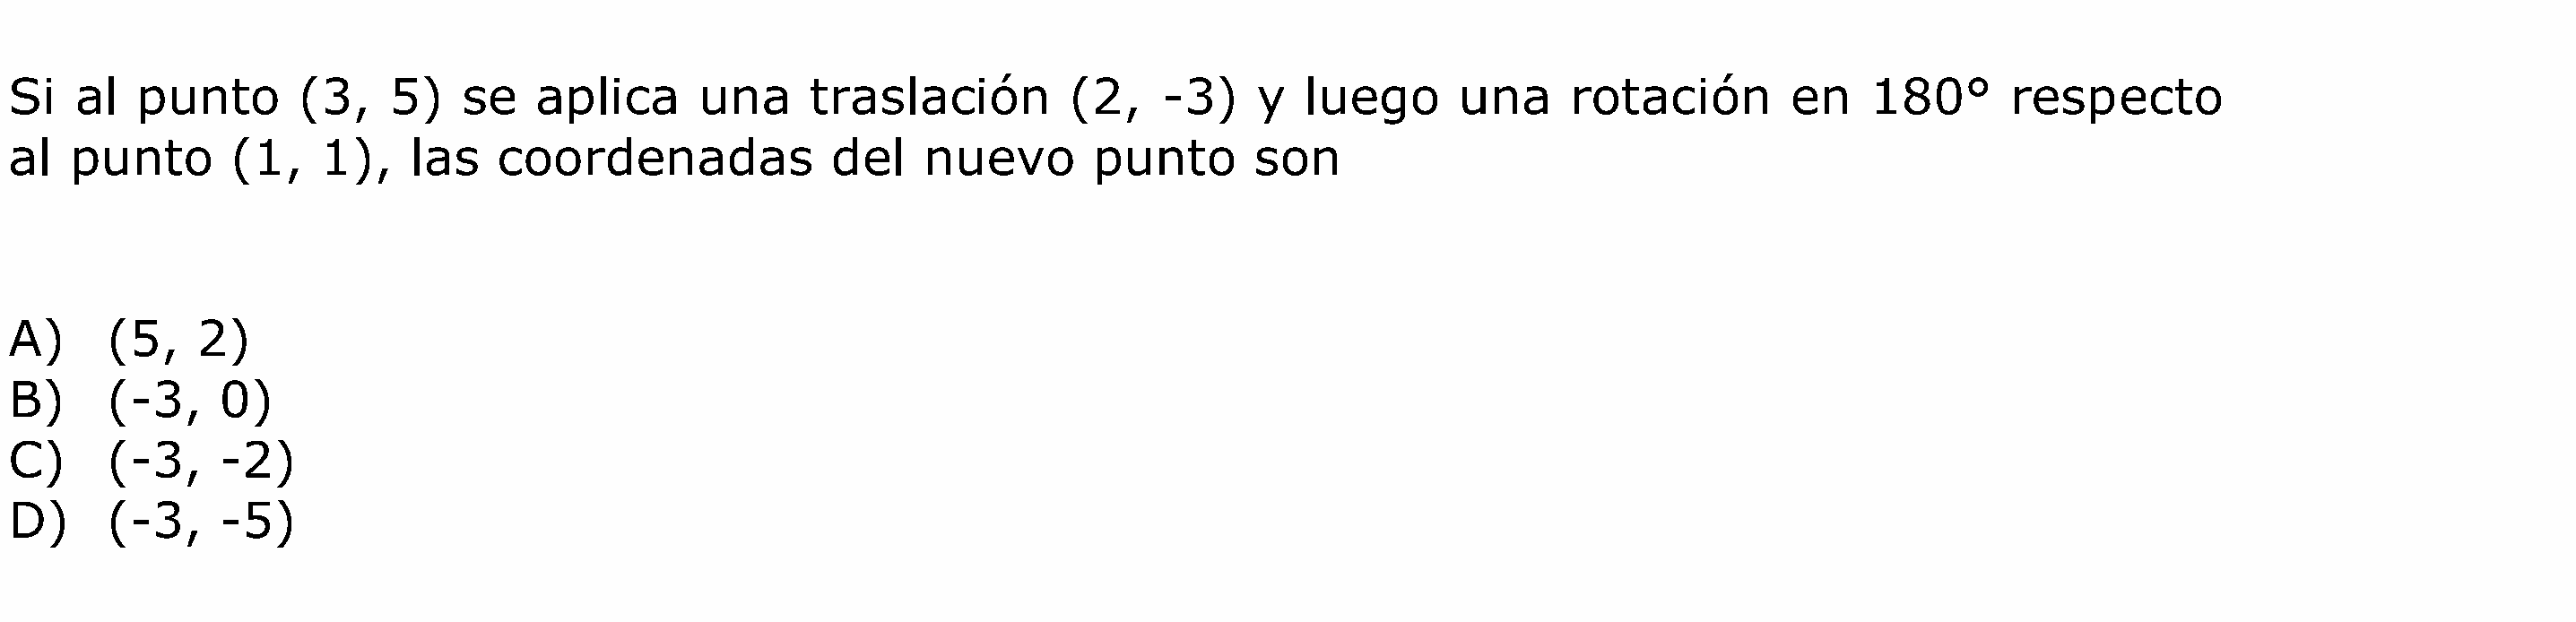 Si al punto (3, 5) se aplica una traslación (2, -3) y luego una rotación en 180° respecto
al punto (1, 1), las coordenadas del nuevo punto son
A) (5, 2)
B) (-3, 0)
C) (-3, -2)
D) (-3, -5)